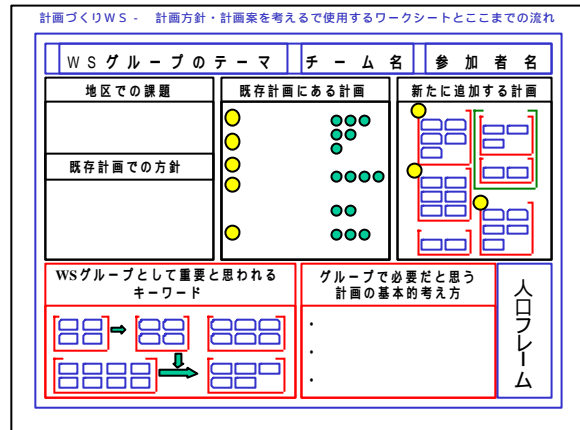 計画づくりWS - 計画方針・計画案を考えるで使用するワークシートとここまでの流れ
WSグループのテーマ
チーム名
参加者名
地区での課題
既存計画にある計画
新たに追加する計画
既存計画での方針
WSグループとして重要と思われる
キーワード
グループで必要だと思う
計画の基本的考え方
・
・
・
人口フレーム